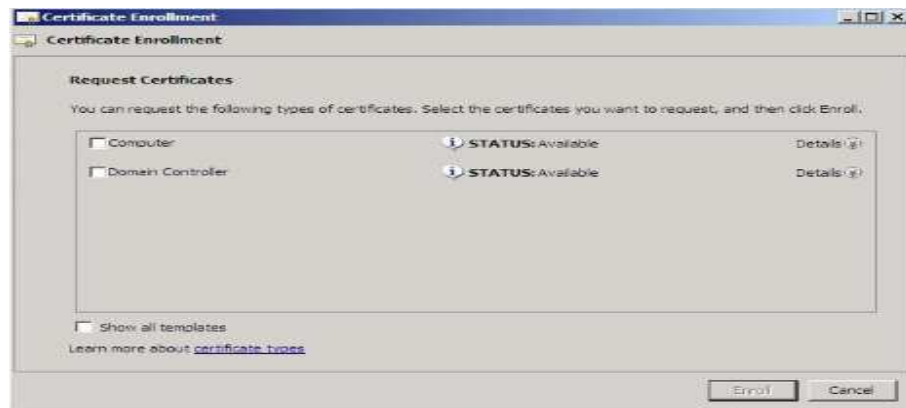 Certificate Enrollment
Certificate Enrollment
Request Certificates
You can request the following types of certificates. Select the certificates you want to request, and then click Enroll.
Computer STATUS: Available Details
Domain Controller STATUS: Available Details
Show all templates
Learn more about certificate types
Enroll Cancel